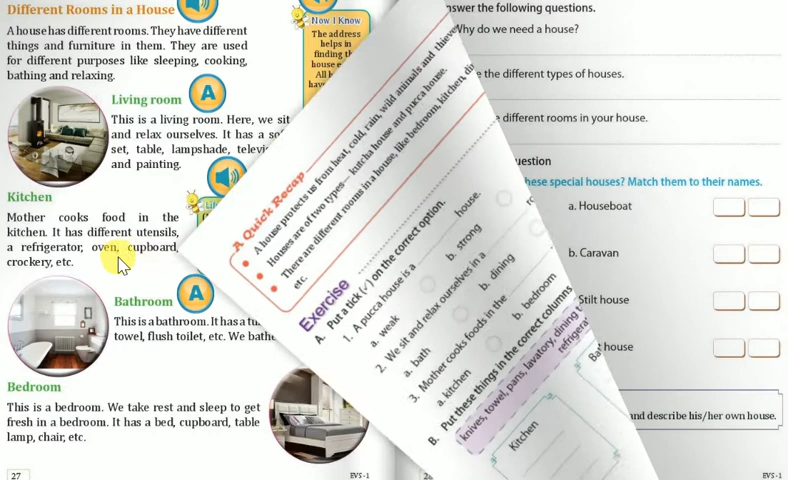 Different Rooms in a House
A house has different rooms. They have different
things and furniture in them. They are used
for different purposes like sleeping, cooking,
bathing and relaxing.
Now I Know
The address
helps in
finding
house
All
A
Living room
This is a living room. Here, we sit
and relax ourselves. It has a
set, table, lampshade,
and painting.
Kitchen
Mother cooks food in the
kitchen. It has different utensils,
a refrigerator, oven, cupboard,
crockery, etc.
A
Bathroom
This is a bathroom. It has a
towel, flush toilet, etc. We
Bedroom
This is a bedroom. We take rest and sleep to get
fresh in a bedroom. It has a bed, cupboard, table
lamp, chair, etc.
27
EVS-1
A Quick Recap
A house protects us from heat, cold, rain, wild animals and
Houses are of two types— kutcha house and pucca house.
There are different rooms in a house, like bedroom, kitchen,
etc.
Exercise
A. Put a tick (✓) on the correct option.
1. A pucca house is a house.
a. weak b. strong
2. We sit and relax ourselves in a
a. bath b. dining
3. Mother cooks foods in the
a. kitchen b. bedroom
B. Put these things in the correct columns
knives, towel, pans, lavatory, dining
Kitchen
the following questions.
Why do we need a house?
the different types of houses.
different rooms in your house.
these special houses? Match them to their names.
a. Houseboat
b. Caravan
Stilt house
house
and describe his/her own house.
EVS-1